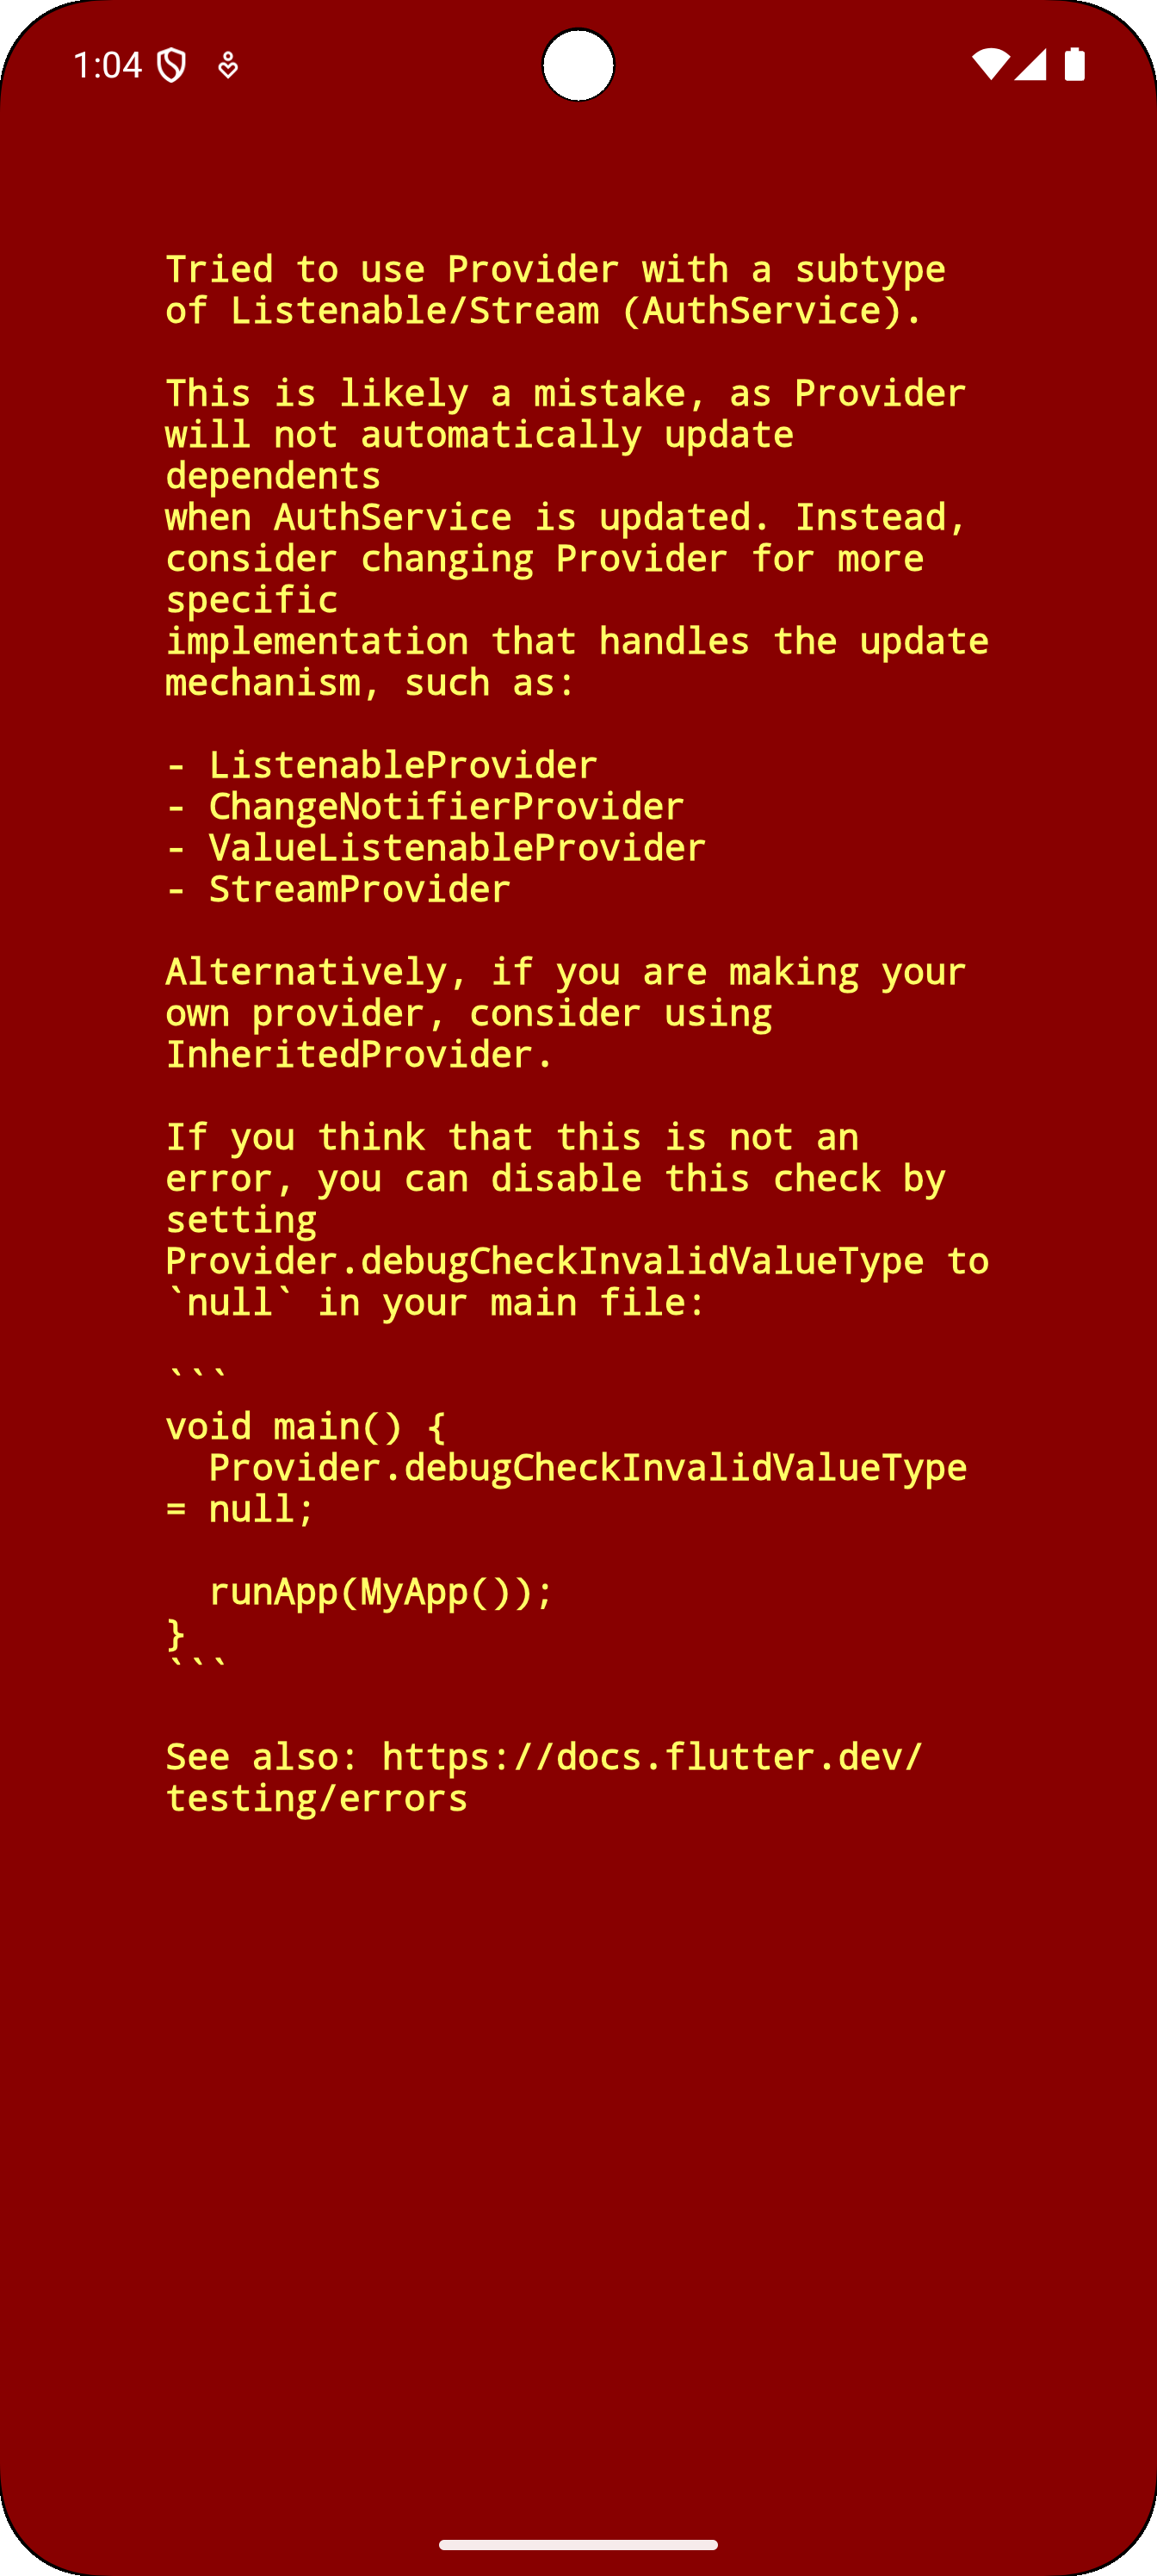 1:04
Tried to use Provider with a subtype
of Listenable/Stream (AuthService).
This is likely a mistake, as Provider
will not automatically update
dependents
when AuthService is updated. Instead,
consider changing Provider for more
specific
implementation that handles the update
mechanism, such as:
- ListenableProvider
- ChangeNotifierProvider
- ValueListenableProvider
- StreamProvider
Alternatively, if you are making your
own provider, consider using
InheritedProvider.
If you think that this is not an
error, you can disable this check by
setting
Provider.debugCheckInvalidValueType to
`null` in your main file:
```
void main() {
  Provider.debugCheckInvalidValueType
= null;
  runApp(MyApp());
}
```
See also: https://docs.flutter.dev/
testing/errors